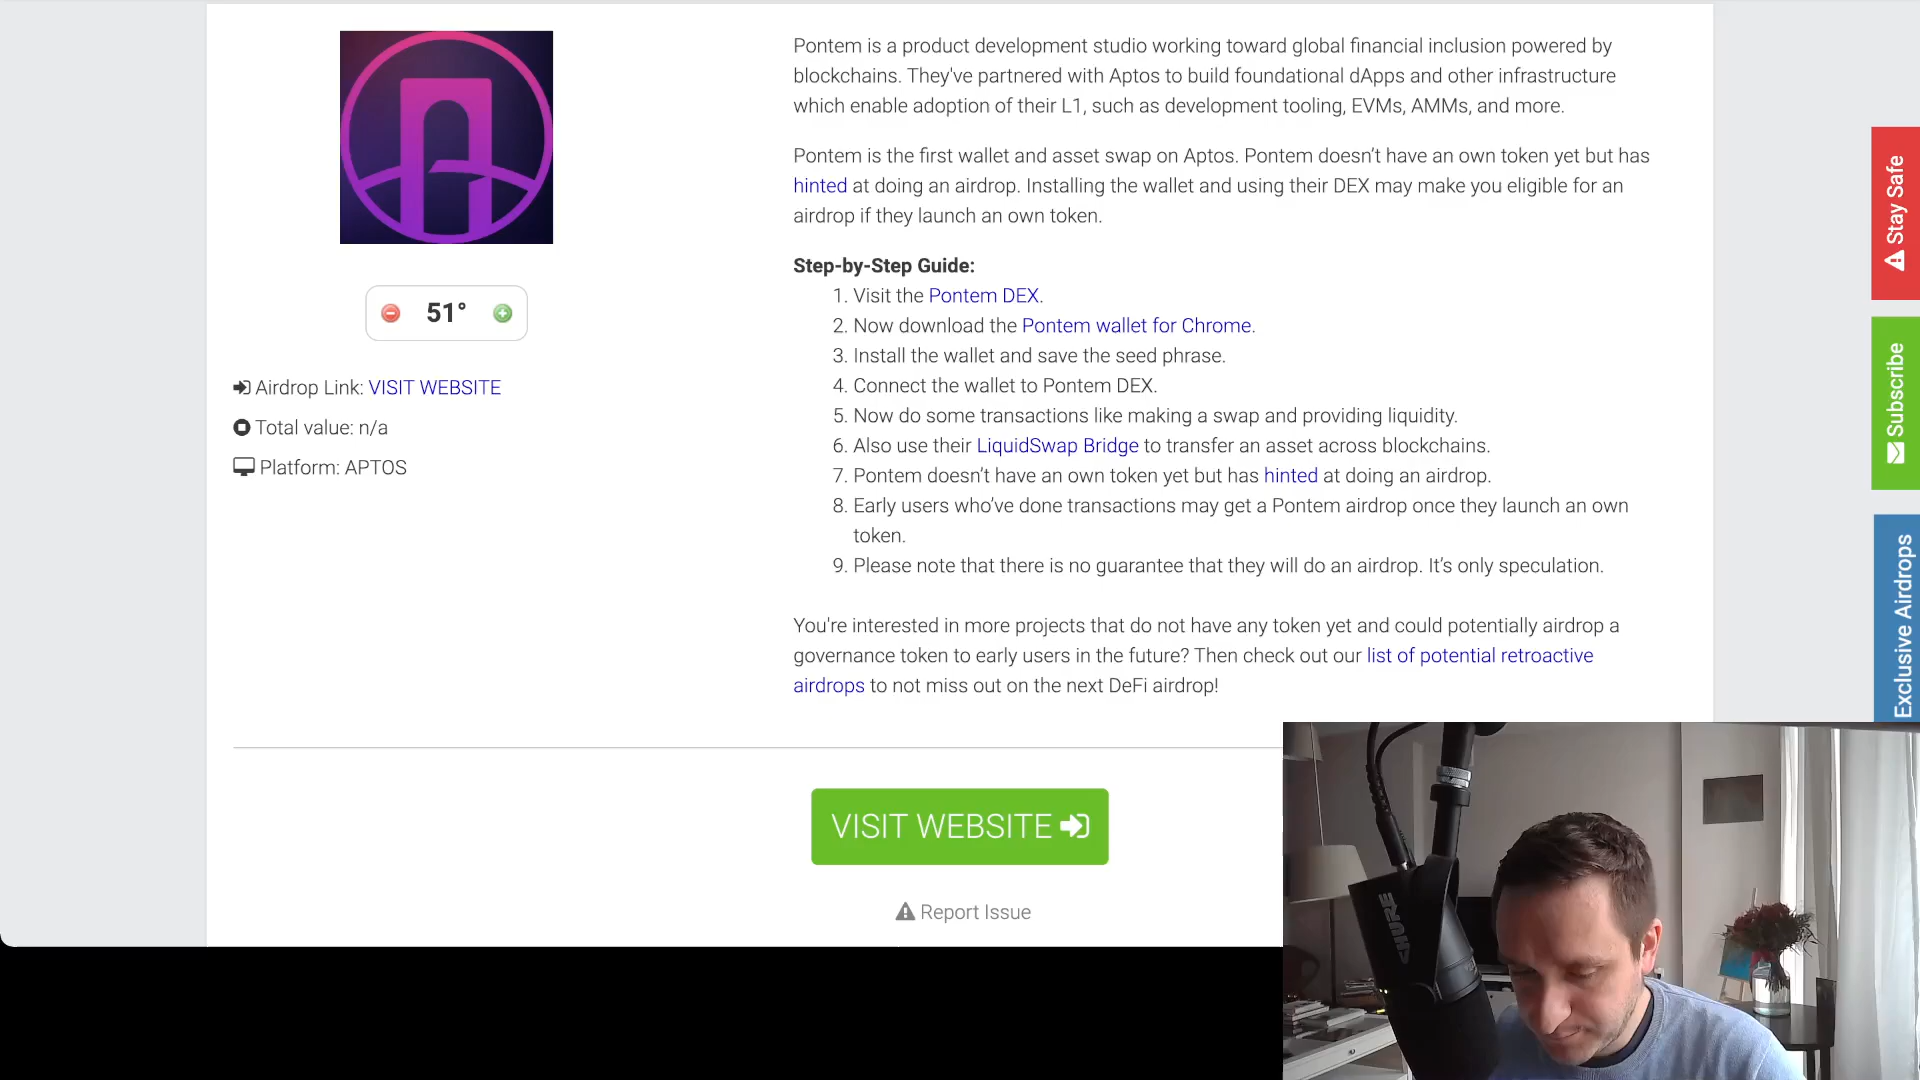 Pontem is a product development studio working toward global financial inclusion powered by
blockchains. They've partnered with Aptos to build foundational dApps and other infrastructure
which enable adoption of their L1, such as development tooling, EVMs, AMMs, and more.
Pontem is the first wallet and asset swap on Aptos. Pontem doesn’t have an own token yet but has
hinted at doing an airdrop. Installing the wallet and using their DEX may make you eligible for an
airdrop if they launch an own token.
Step-by-Step Guide:
1. Visit the Pontem DEX.
2. Now download the Pontem wallet for Chrome.
3. Install the wallet and save the seed phrase.
4. Connect the wallet to Pontem DEX.
5. Now do some transactions like making a swap and providing liquidity.
6. Also use their LiquidSwap Bridge to transfer an asset across blockchains.
7. Pontem doesn’t have an own token yet but has hinted at doing an airdrop.
8. Early users who’ve done transactions may get a Pontem airdrop once they launch an own
token.
9. Please note that there is no guarantee that they will do an airdrop. It’s only speculation.
You're interested in more projects that do not have any token yet and could potentially airdrop a
governance token to early users in the future? Then check out our list of potential retroactive
airdrops to not miss out on the next DeFi airdrop!
51°
Airdrop Link: VISIT WEBSITE
Total value: n/a
Platform: APTOS
VISIT WEBSITE
Report Issue
Stay Safe
Subscribe
Exclusive Airdrops
SHURE